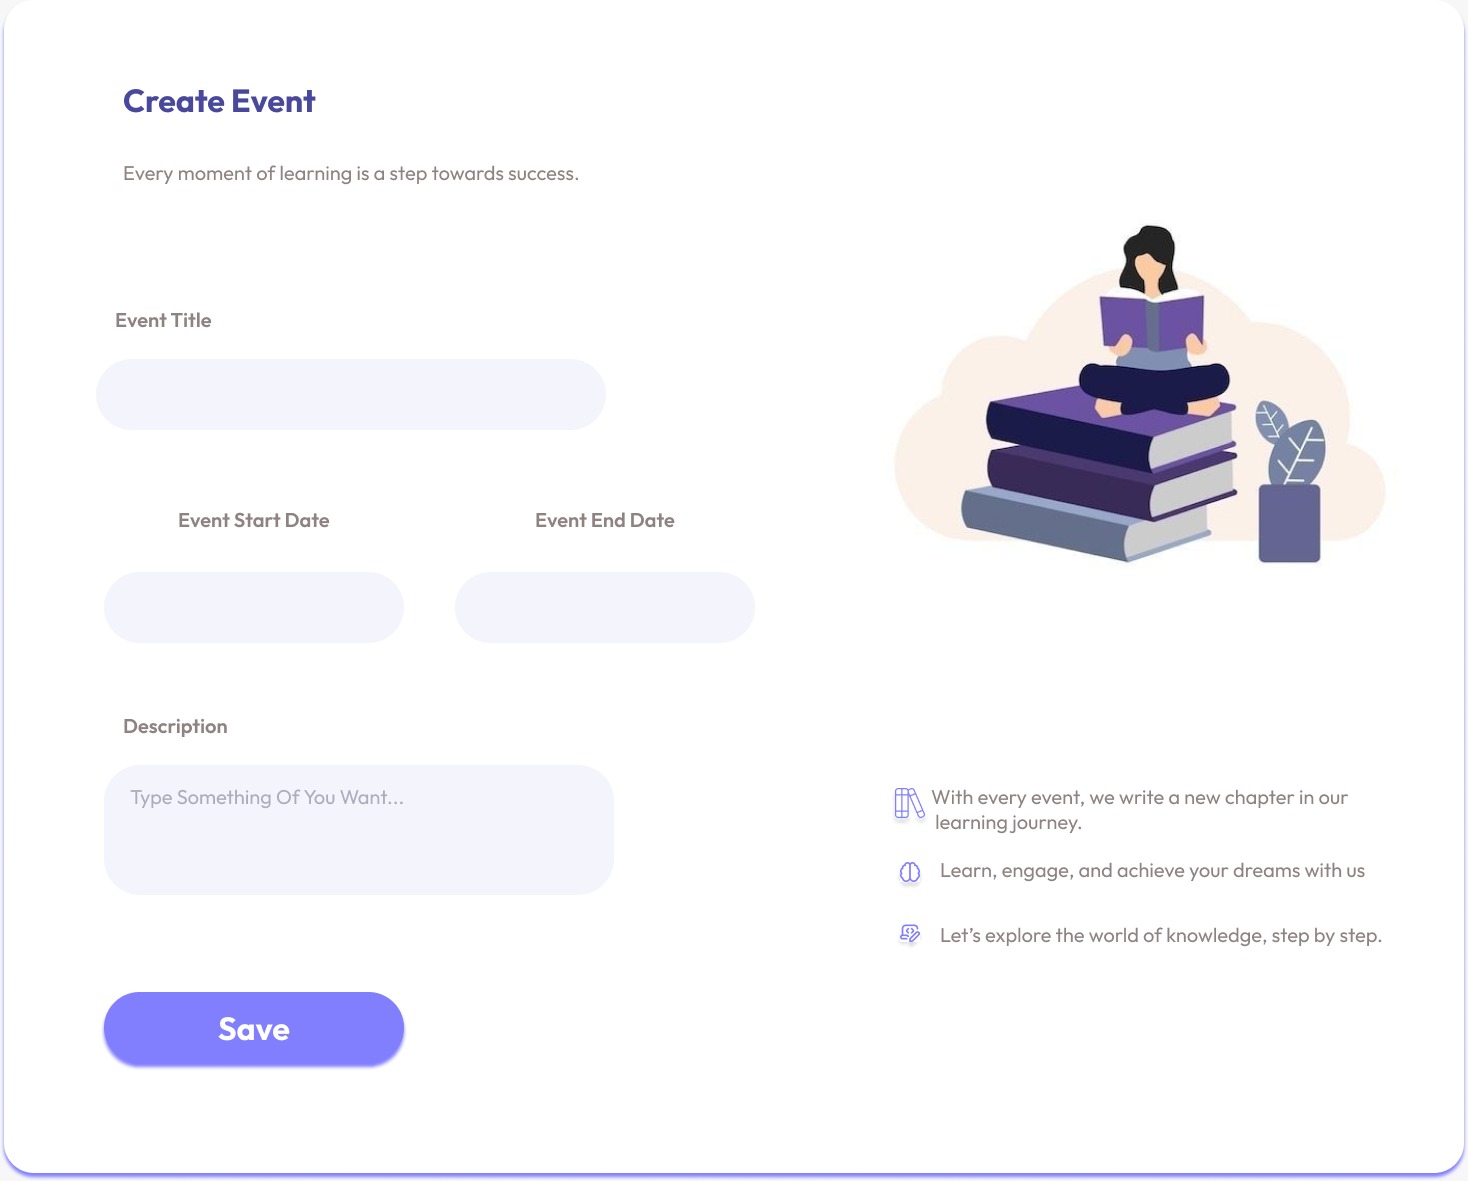 Create Event
Every moment of learning is a step towards success.
Event Title
Event Start Date
Event End Date
Description
Type Something Of You Want...
With every event, we write a new chapter in our
learning journey.
Learn, engage, and achieve your dreams with us
Let’s explore the world of knowledge, step by step.
Save